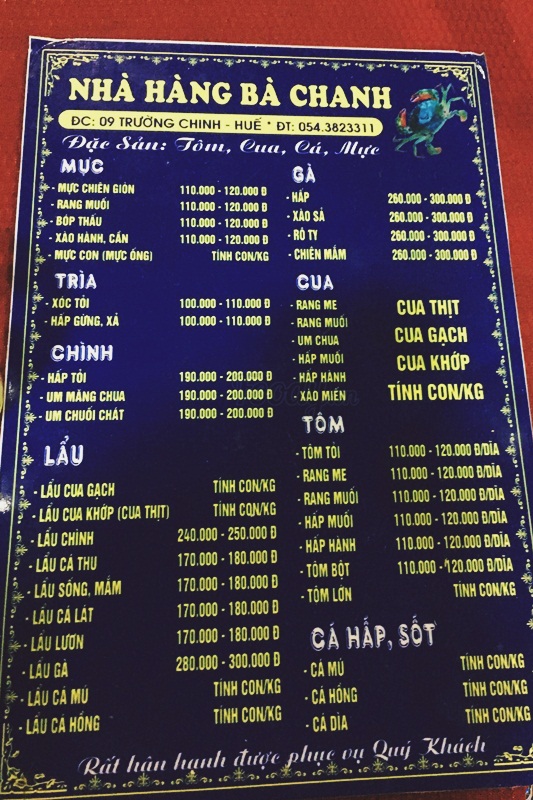 NHÀ HÀNG BÀ CHANH
ĐC: 09 TRƯỜNG CHINH - HUẾ * ĐT: 054.3823311
Đặc Sản: Tôm, Cua, Cá, Mực
MỰC
- MỰC CHIÊN GIÒN 110.000 - 120.000 Đ
- RANG MUỐI 110.000 - 120.000 Đ
- BÓP THẤU 110.000 - 120.000 Đ
- XÀO HÀNH, CẦN 110.000 - 120.000 Đ
- MỰC CON (MỰC ỐNG) TÍNH CON/KG
TRÌA
- XÓC TỎI 100.000 - 110.000 Đ
- HẤP GỪNG, XẢ 100.000 - 110.000 Đ
CHÌNH
- HẤP TỎI 190.000 - 200.000 Đ
- UM MĂNG CHUA 190.000 - 200.000 Đ
- UM CHUỐI CHÁT 190.000 - 200.000 Đ
LẨU
- LẨU CUA GẠCH TÍNH CON/KG
- LẨU CUA KHỚP (CUA THỊT) TÍNH CON/KG
- LẨU CHÌNH 240.000 - 250.000 Đ
- LẨU CÁ THU 170.000 - 180.000 Đ
- LẨU SỐNG, MẮM 170.000 - 180.000 Đ
- LẨU CÁ LÁT 170.000 - 180.000 Đ
- LẨU LƯƠN 170.000 - 180.000 Đ
- LẨU GÀ 280.000 - 300.000 Đ
- LẨU CÁ MÚ TÍNH CON/KG
- LẨU CÁ HỒNG TÍNH CON/KG
GÀ
- HẤP 260.000 - 300.000 Đ
- XÁO SẢ 260.000 - 300.000 Đ
- RÔ TY 260.000 - 300.000 Đ
- CHIÊN MẮM 260.000 - 300.000 Đ
CUA
- RANG ME
- RANG MUỐI
- UM CHUA
- HẤP MUỐI
- HẤP HÀNH
- XÀO MIẾN
CUA THỊT
CUA GẠCH
CUA KHỚP
TÍNH CON/KG
TÔM
- TÔM TỎI 110.000 - 120.000 Đ/DĨA
- RANG ME 110.000 - 120.000 Đ/DĨA
- RANG MUỐI 110.000 - 120.000 Đ/DĨA
- HẤP MUỐI 110.000 - 120.000 Đ/DĨA
- HẤP HÀNH 110.000 - 120.000 Đ/DĨA
- TÔM BỘT 110.000 - 120.000 Đ/DĨA
- TÔM LỚN TÍNH CON/KG
CÁ HẤP, SỐT
- CÁ MÚ TÍNH CON/KG
- CÁ HỒNG TÍNH CON/KG
- CÁ DÌA TÍNH CON/KG
Rất hân hạnh được phục vụ Quý Khách